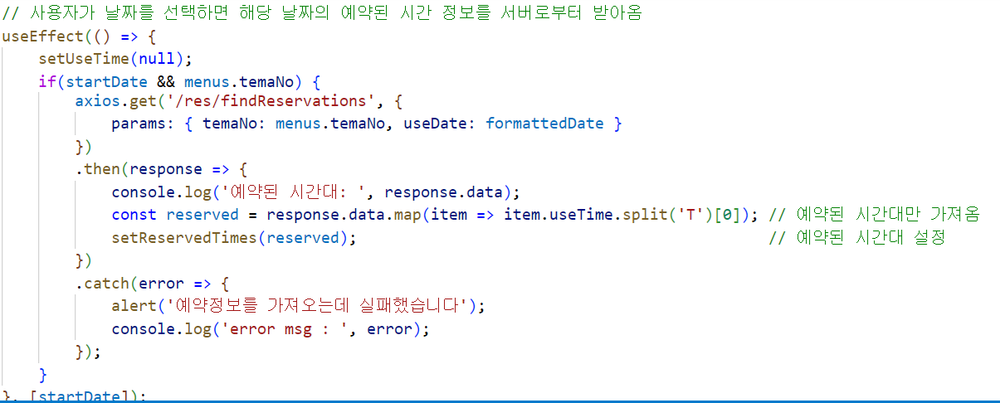 // 사용자가 날짜를 선택하면 해당 날짜의 예약된 시간 정보를 서버로부터 받아옴
useEffect(() => {
setUseTime(null);
if(startDate && menus.temaNo) {
axios.get('/res/findReservations', {
params: { temaNo: menus.temaNo, useDate: formattedDate }
})
.then(response => {
console.log('예약된 시간대: ', response.data);
const reserved = response.data.map(item => item.useTime.split('T')[0]); // 예약된 시간대만 가져옴
setReservedTimes(reserved); // 예약된 시간대 설정
})
.catch(error => {
alert('예약정보를 가져오는데 실패했습니다');
console.log('error msg : ', error);
});
}
}, [startDate]);